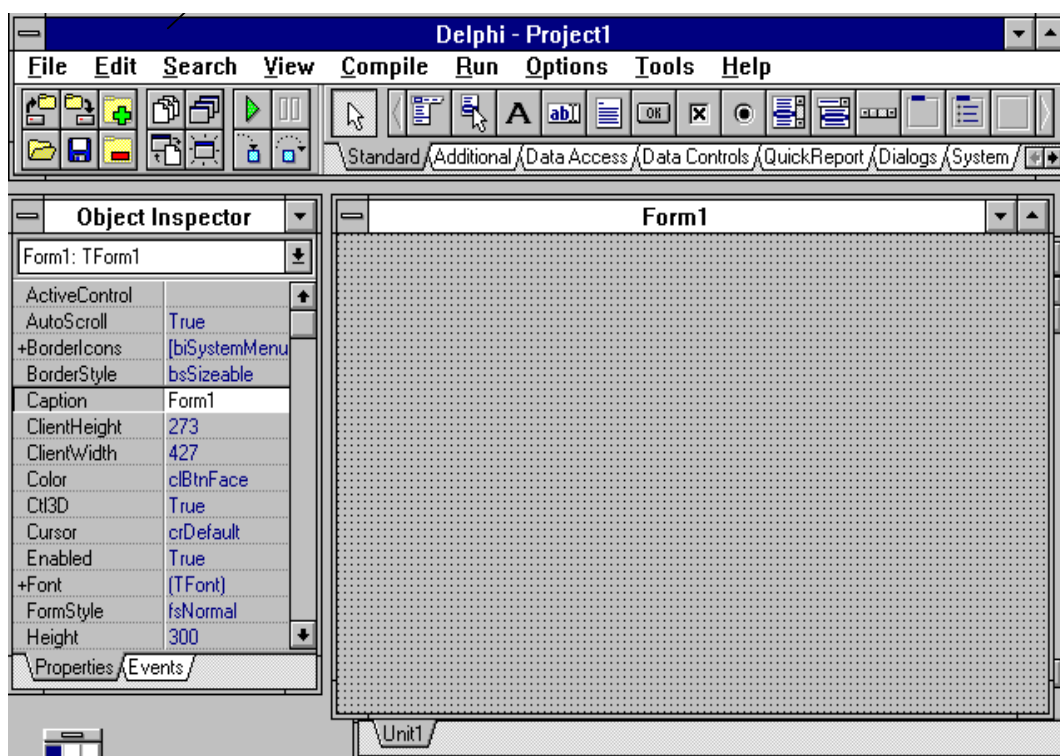 Delphi - Project1
File Edit Search View Compile Run Options Tools Help
A ab OK
Standard Additional Data Access Data Controls QuickReport Dialogs System
Object Inspector
Form1: TForm1
ActiveControl
AutoScroll True
+BorderIcons [biSystemMenu
BorderStyle bsSizeable
Caption Form1
ClientHeight 273
ClientWidth 427
Color clBtnFace
Ctl3D True
Cursor crDefault
Enabled True
+Font (TFont)
FormStyle fsNormal
Height 300
Properties Events
Form1
Unit1